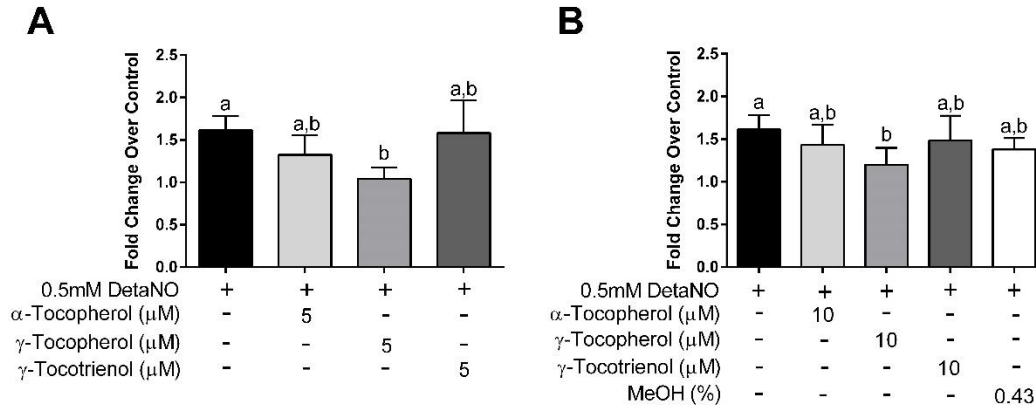 A
Fold Change Over Control
2.5
2.0
1.5
1.0
0.5
0.0
a
a,b
b
a,b
0.5mM DetaNO + + + +
α-Tocopherol (μM) - 5 - -
γ-Tocopherol (μM) - - 5 -
γ-Tocotrienol (μM) - - - 5
B
Fold Change Over Control
2.5
2.0
1.5
1.0
0.5
0.0
a
a,b
b
a,b
a,b
0.5mM DetaNO + + + + +
α-Tocopherol (μM) - 10 - - -
γ-Tocopherol (μM) - - 10 - -
γ-Tocotrienol (μM) - - - 10 -
MeOH (%) - - - - 0.43